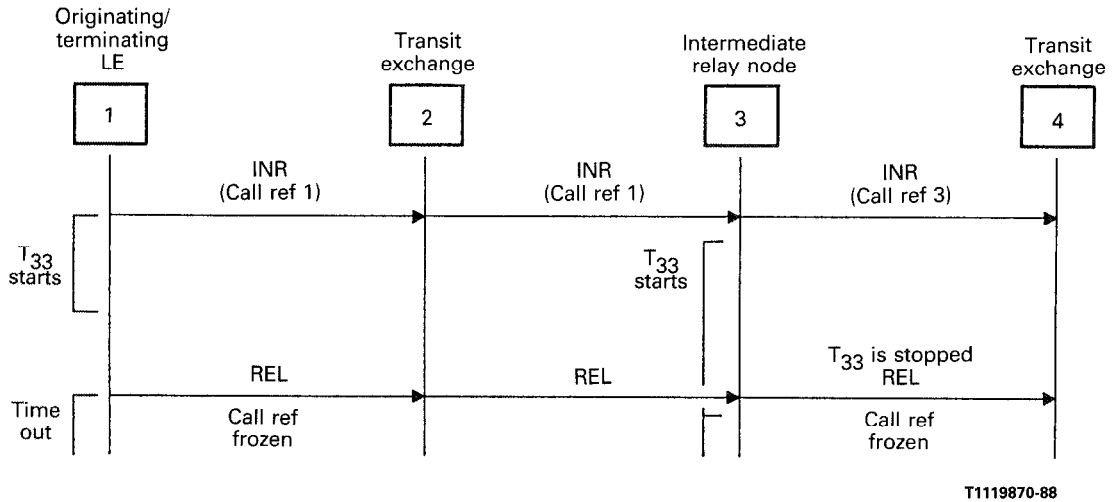 Originating/
terminating
LE
Transit
exchange
Intermediate
relay node
Transit
exchange
1
2
3
4
INR
(Call ref 1)
INR
(Call ref 1)
INR
(Call ref 3)
T33
starts
T33
starts
T33 is stopped
REL
REL
REL
Time
out
Call ref
frozen
Call ref
frozen
T1119870-88